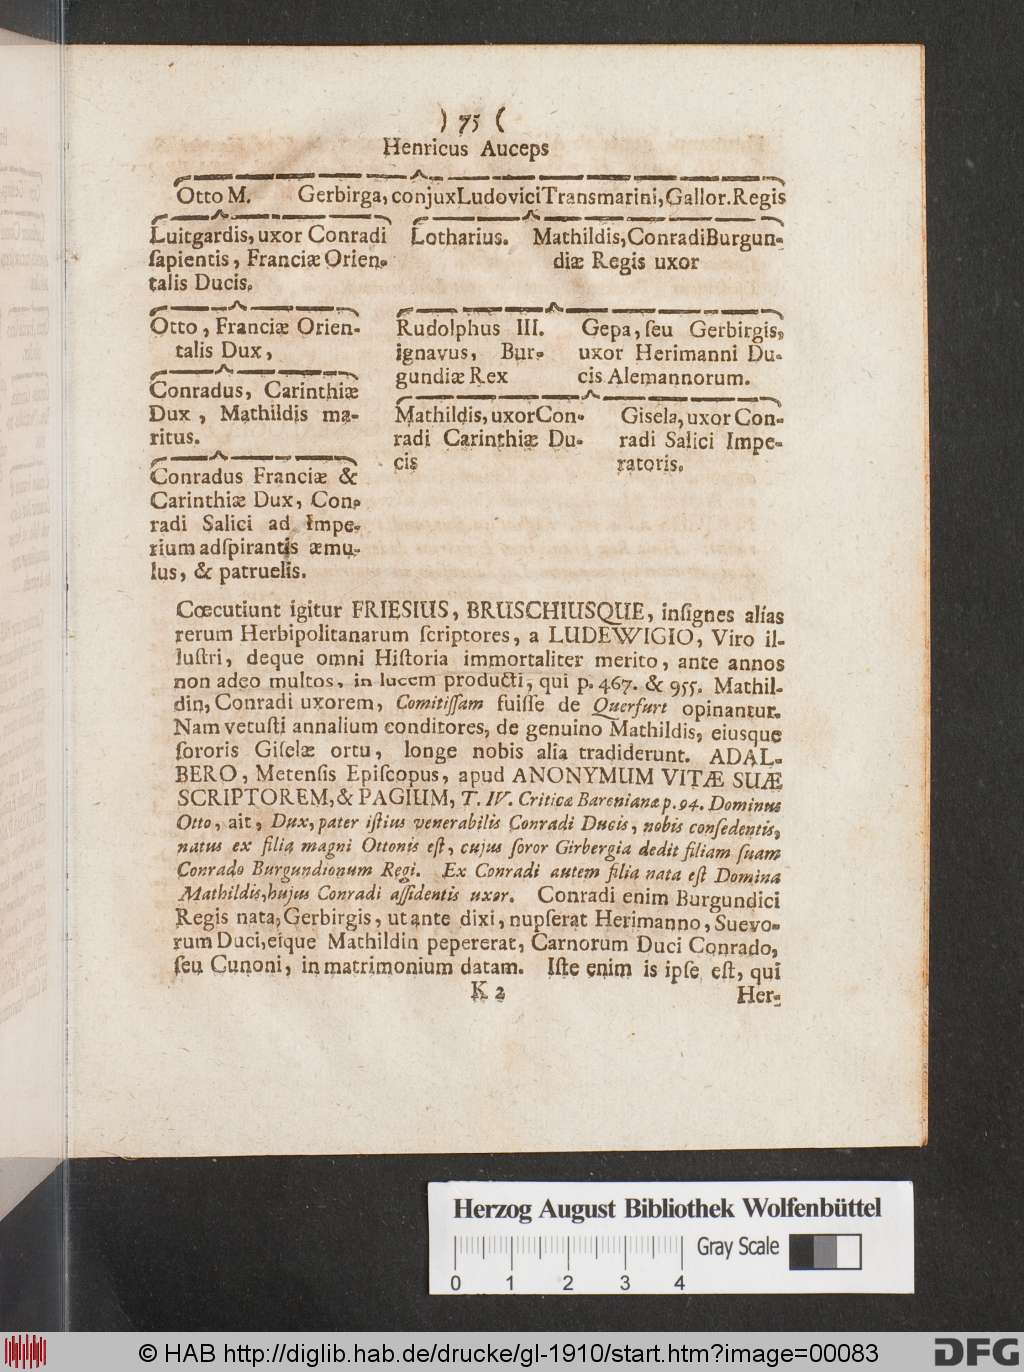 ) 75 (
Henricus Auceps
Otto M. Gerbirga, conjux Ludovici Transmarini, Gallor. Regis
Luitgardis, uxor Conradi
ſapientis, Franciæ Orien-
talis Ducis.
Lotharius. Mathildis, Conradi Burgun-
diæ Regis uxor
Otto, Franciæ Orien-
talis Dux,
Rudolphus III.
ignavus, Bur-
gundiæ Rex
Gepa, ſeu Gerbirgis,
uxor Herimanni Du-
cis Alemannorum.
Conradus, Carinthiæ
Dux, Mathildis ma-
ritus.
Mathildis, uxor Con-
radi Carinthiæ Du-
cis
Gisela, uxor Con-
radi Salici Impe-
ratoris.
Conradus Franciæ &
Carinthiæ Dux, Con-
radi Salici ad Impe-
rium adſpirantis æmu-
lus, & patruelis.
Cœcutiunt igitur FRIESIUS, BRUSCHIUSQUE, inſignes alias
rerum Herbipolitanarum ſcriptores, a LUDEWIGIO, Viro il-
luſtri, deque omni Hiſtoria immortaliter merito, ante annos
non adeo multos, in lucem producti, qui p. 467. & 955. Mathil-
din, Conradi uxorem, Comitiſſam fuiſſe de Querfurt opinantur.
Nam vetuſti annalium conditores, de genuino Mathildis, eiusque
ſororis Giſelæ ortu, longe nobis alia tradiderunt. ADAL-
BERO, Metenſis Epiſcopus, apud ANONYMUM VITÆ SUÆ
SCRIPTOREM, & PAGIUM, T. IV. Critica Bareniana p. 94. Dominus
Otto, ait, Dux, pater iſtius venerabilis Conradi Ducis, nobis conſedentis,
natus ex filia magni Ottonis eſt, cujus ſoror Girbergia dedit filiam ſuam
Conrado Burgundionum Regi. Ex Conradi autem filia nata eſt Domina
Mathildis, hujus Conradi aſſidentis uxor. Conradi enim Burgundici
Regis nata, Gerbirgis, ut ante dixi, nupſerat Herimanno, Suevo-
rum Duci, eique Mathildin pepererat, Carnorum Duci Conrado,
ſeu Cunoni, in matrimonium datam. Iſte enim is ipſe eſt, qui
K 2 Her-
Herzog August Bibliothek Wolfenbüttel
Gray Scale
0 1 2 3 4
© HAB http://diglib.hab.de/drucke/gl-1910/start.htm?image=00083
DFG